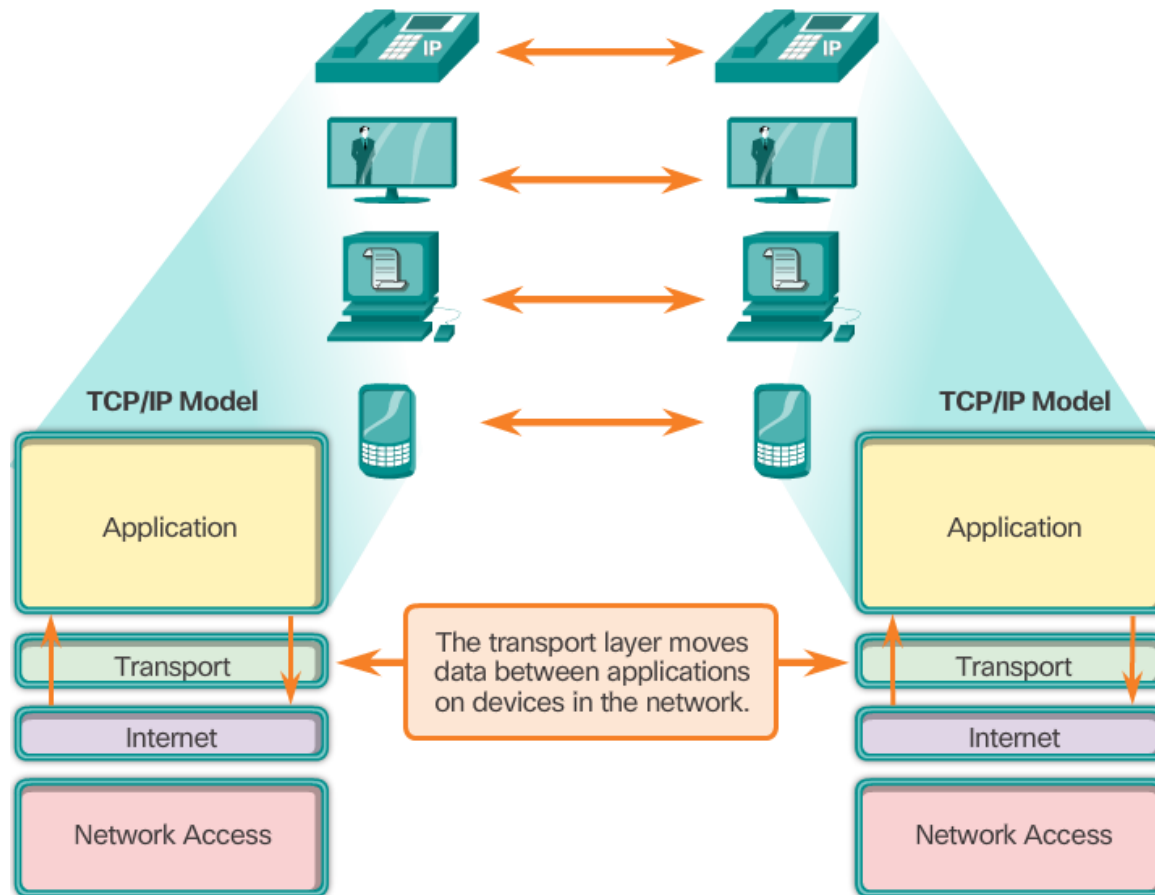 IP
IP
TCP/IP Model
TCP/IP Model
Application
Application
The transport layer moves
data between applications
on devices in the network.
Transport
Transport
Internet
Internet
Network Access
Network Access